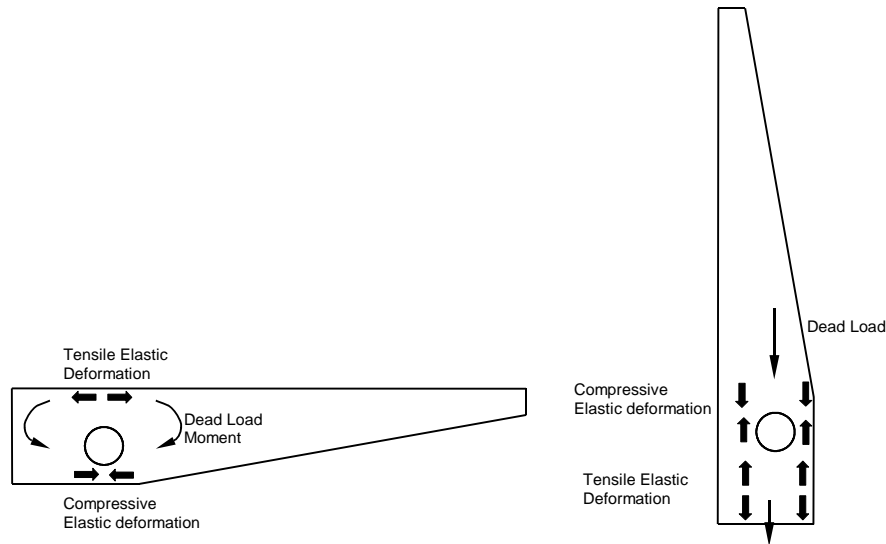 Tensile Elastic
Deformation
Dead Load
Moment
Compressive
Elastic deformation
Dead Load
Compressive
Elastic deformation
Tensile Elastic
Deformation